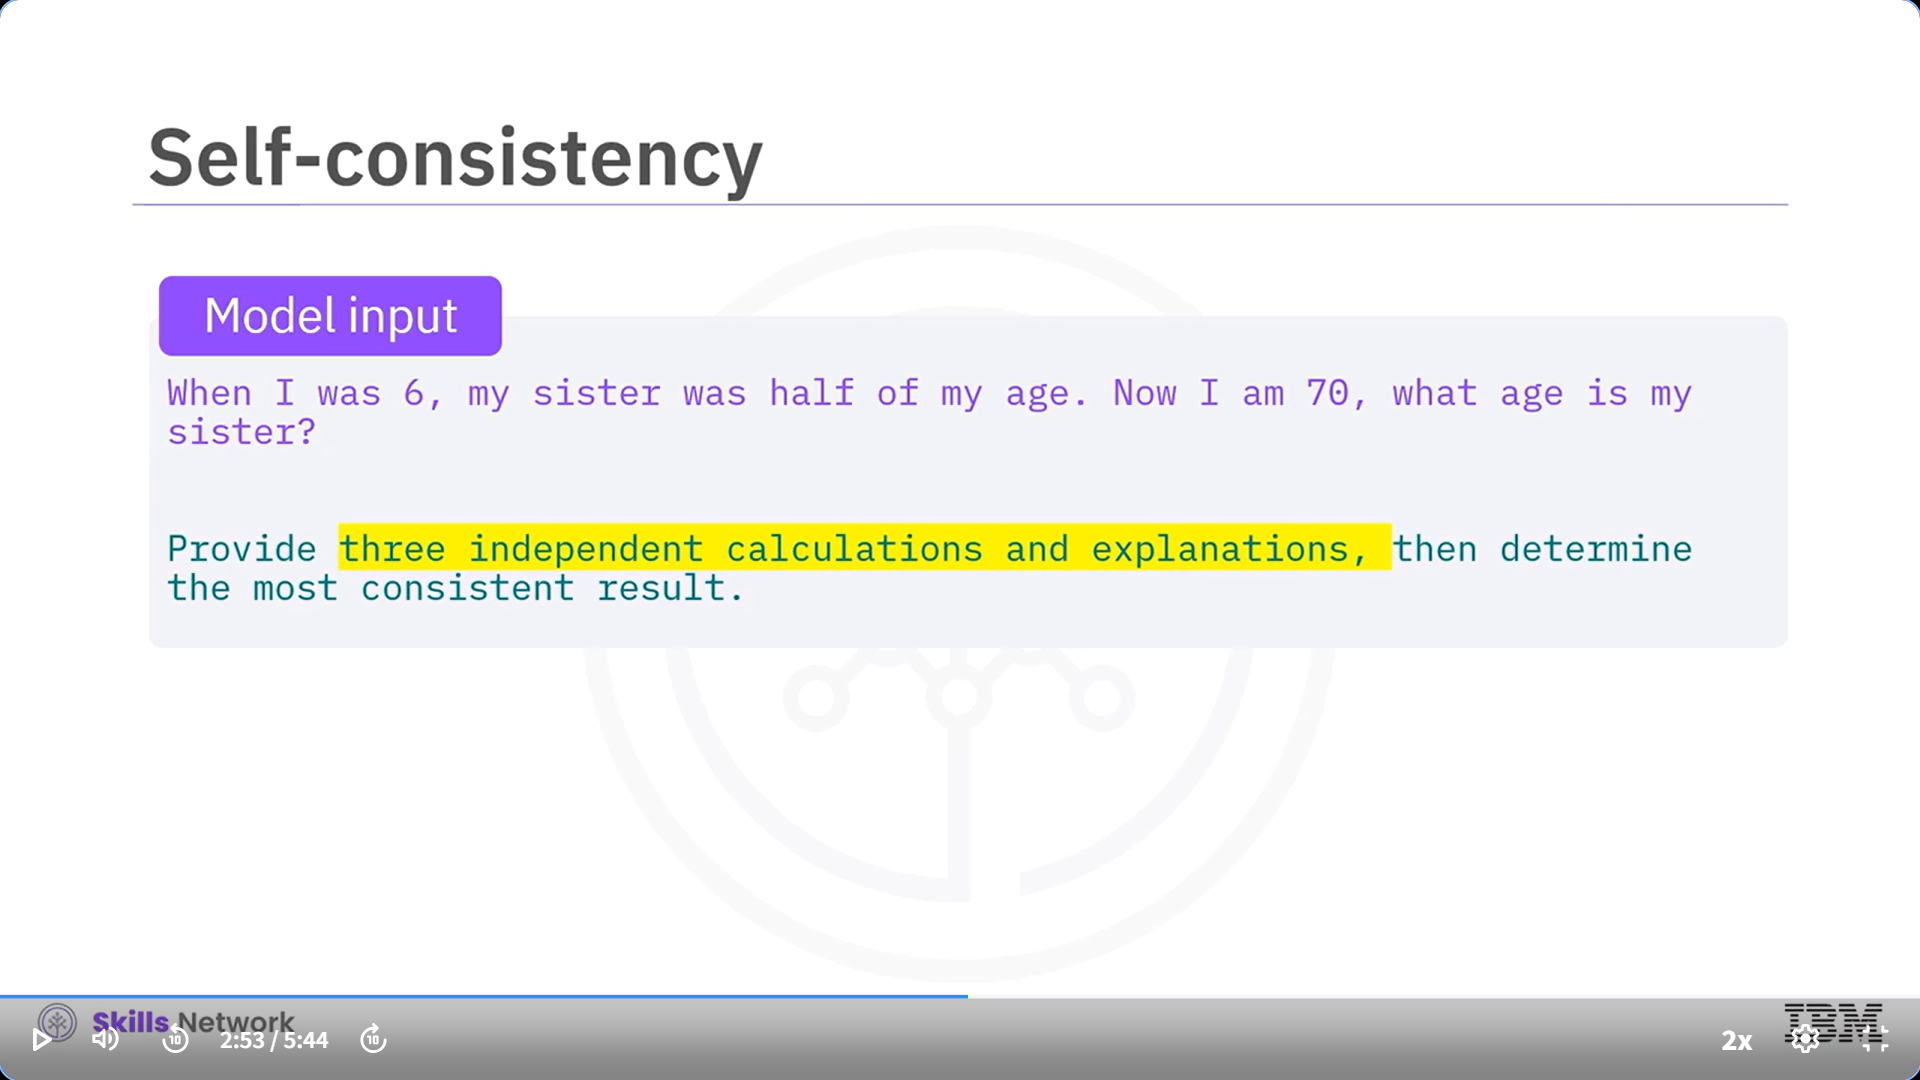 Self-consistency
Model input
When I was 6, my sister was half of my age. Now I am 70, what age is my
sister?
Provide three independent calculations and explanations, then determine
the most consistent result.
Skills Network
IBM
10
2:53 / 5:44
10
2x